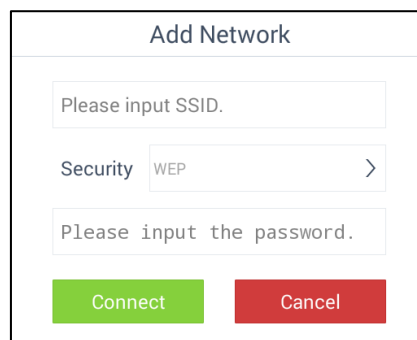 Add Network
Please input SSID.
Security WEP
Please input the password.
Connect Cancel